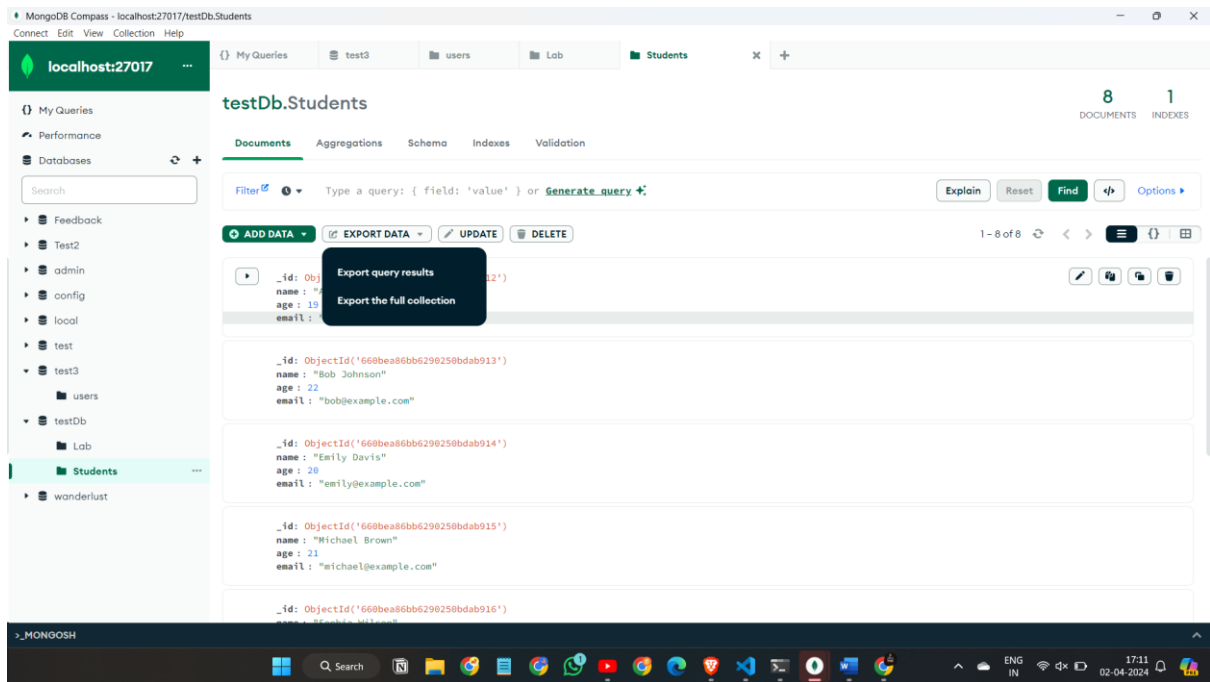 MongoDB Compass - localhost:27017/testDb.Students
Connect Edit View Collection Help
localhost:27017 ...
{} My Queries
Performance
Databases
Search
Feedback
Test2
admin
config
local
test
test3
users
testDb
Lab
Students ...
wanderlust
{} My Queries test3 users Lab Students
testDb.Students
8 DOCUMENTS 1 INDEXES
Documents Aggregations Schema Indexes Validation
Filter Type a query: { field: 'value' } or Generate query Explain Reset Find </> Options
ADD DATA EXPORT DATA UPDATE DELETE 1 – 8 of 8 {}
Export query results
Export the full collection
_id: Obj 12')
name : "A
age : 19
email : "
_id: ObjectId('660bea86bb6290250bdab913')
name : "Bob Johnson"
age : 22
email : "bob@example.com"
_id: ObjectId('660bea86bb6290250bdab914')
name : "Emily Davis"
age : 20
email : "emily@example.com"
_id: ObjectId('660bea86bb6290250bdab915')
name : "Michael Brown"
age : 21
email : "michael@example.com"
_id: ObjectId('660bea86bb6290250bdab916')
>_MONGOSH
Search
ENG
IN
17:11
02-04-2024